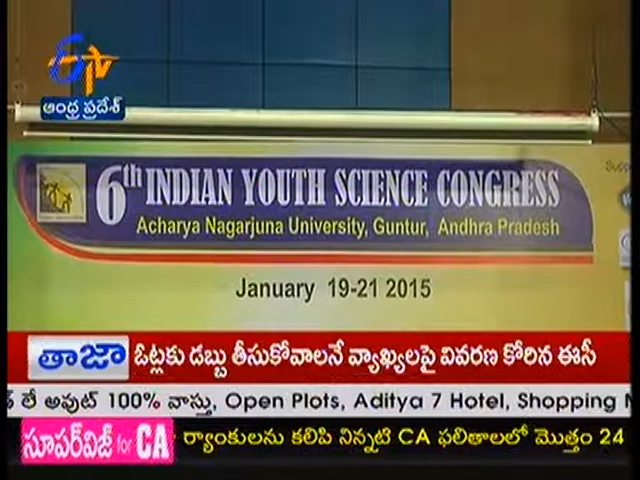 ETV
ఆంధ్ర ప్రదేశ్
6th INDIAN YOUTH SCIENCE CONGRESS
Acharya Nagarjuna University, Guntur, Andhra Pradesh
January 19-21 2015
తాజా ఓట్లకు డబ్బు తీసుకోవాలనే వ్యాఖ్యలపై వివరణ కోరిన ఈసీ
లే అవుట్ 100% వాస్తు, Open Plots, Aditya 7 Hotel, Shopping
సూపర్‌విజ్ for CA ర్యాంకులను కలిపి నిన్నటి CA ఫలితాలలో మొత్తం 24